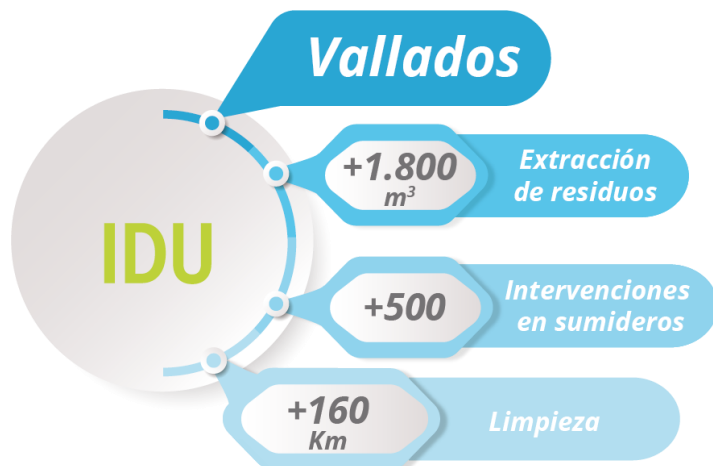 Vallados
IDU
+1.800
m³
Extracción
de residuos
+500
Intervenciones
en sumideros
+160
Km
Limpieza